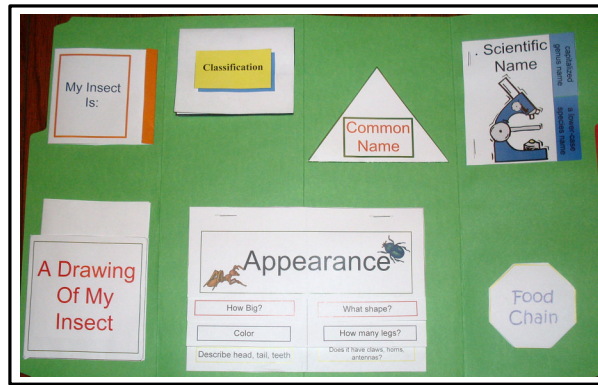 My Insect
Is:
Classification
Common
Name
. Scientific
Name
capitalized
genus name
a lower-case
species name
A Drawing
Of My
Insect
Appearance
How Big?
What shape?
Color
How many legs?
Describe head, tail, teeth
Does it have claws, horns,
antennas?
Food
Chain